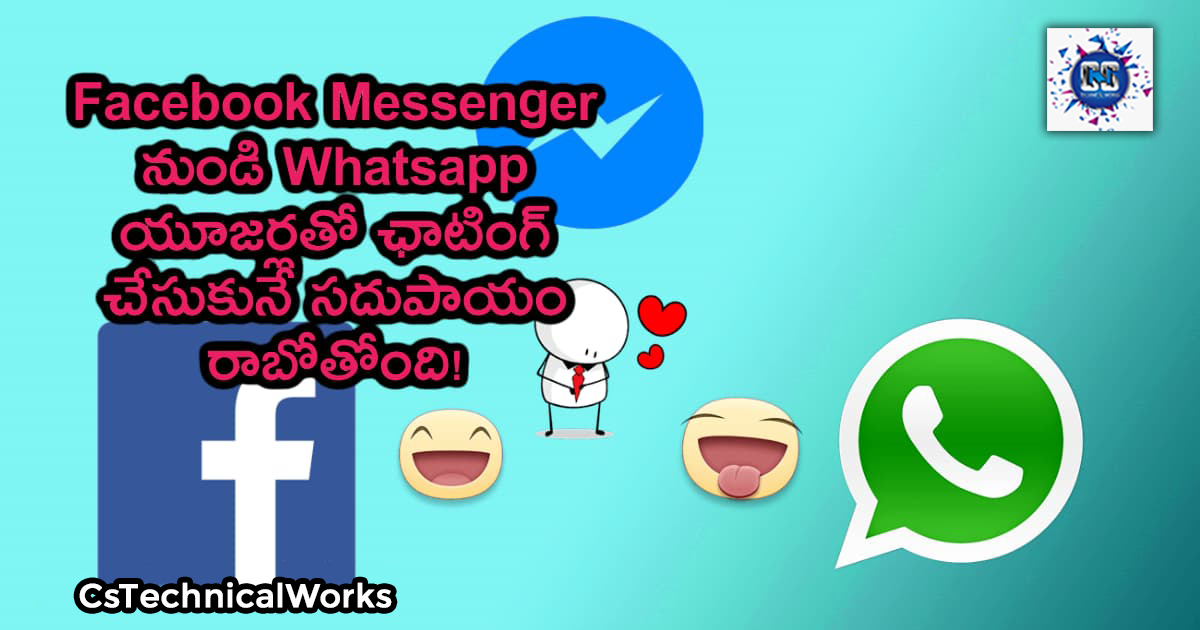 Facebook Messenger
నుండి Whatsapp
యూజర్లతో ఛాటింగ్
చేసుకునే సదుపాయం
రాబోతోంది!
CsTechnicalWorks